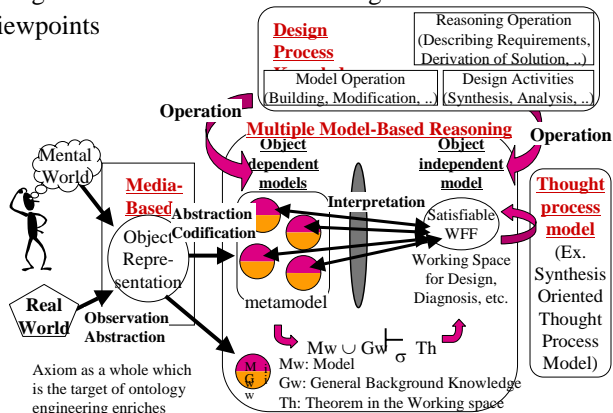 viewpoints
Design
Process
Reasoning Operation
(Describing Requirements,
Derivation of Solution, ..)
Model Operation
(Building, Modification, ..)
Design Activities
(Synthesis, Analysis, ..)
Operation
Operation
Multiple Model-Based Reasoning
Mental
World
Object
dependent
models
Object
independent
model
Media-
Based
Abstraction
Codification
Interpretation
Satisfiable
WFF
Thought
process
model
(Ex.
Synthesis
Oriented
Thought
Process
Model)
Object
Repre-
sentation
Working Space
for Design,
Diagnosis, etc.
metamodel
Real
World
Observation
Abstraction
Mw ∪ Gw ⊢σ Th
Mw: Model
Gw: General Background Knowledge
Th: Theorem in the Working space
Axiom as a whole which
is the target of ontology
engineering enriches